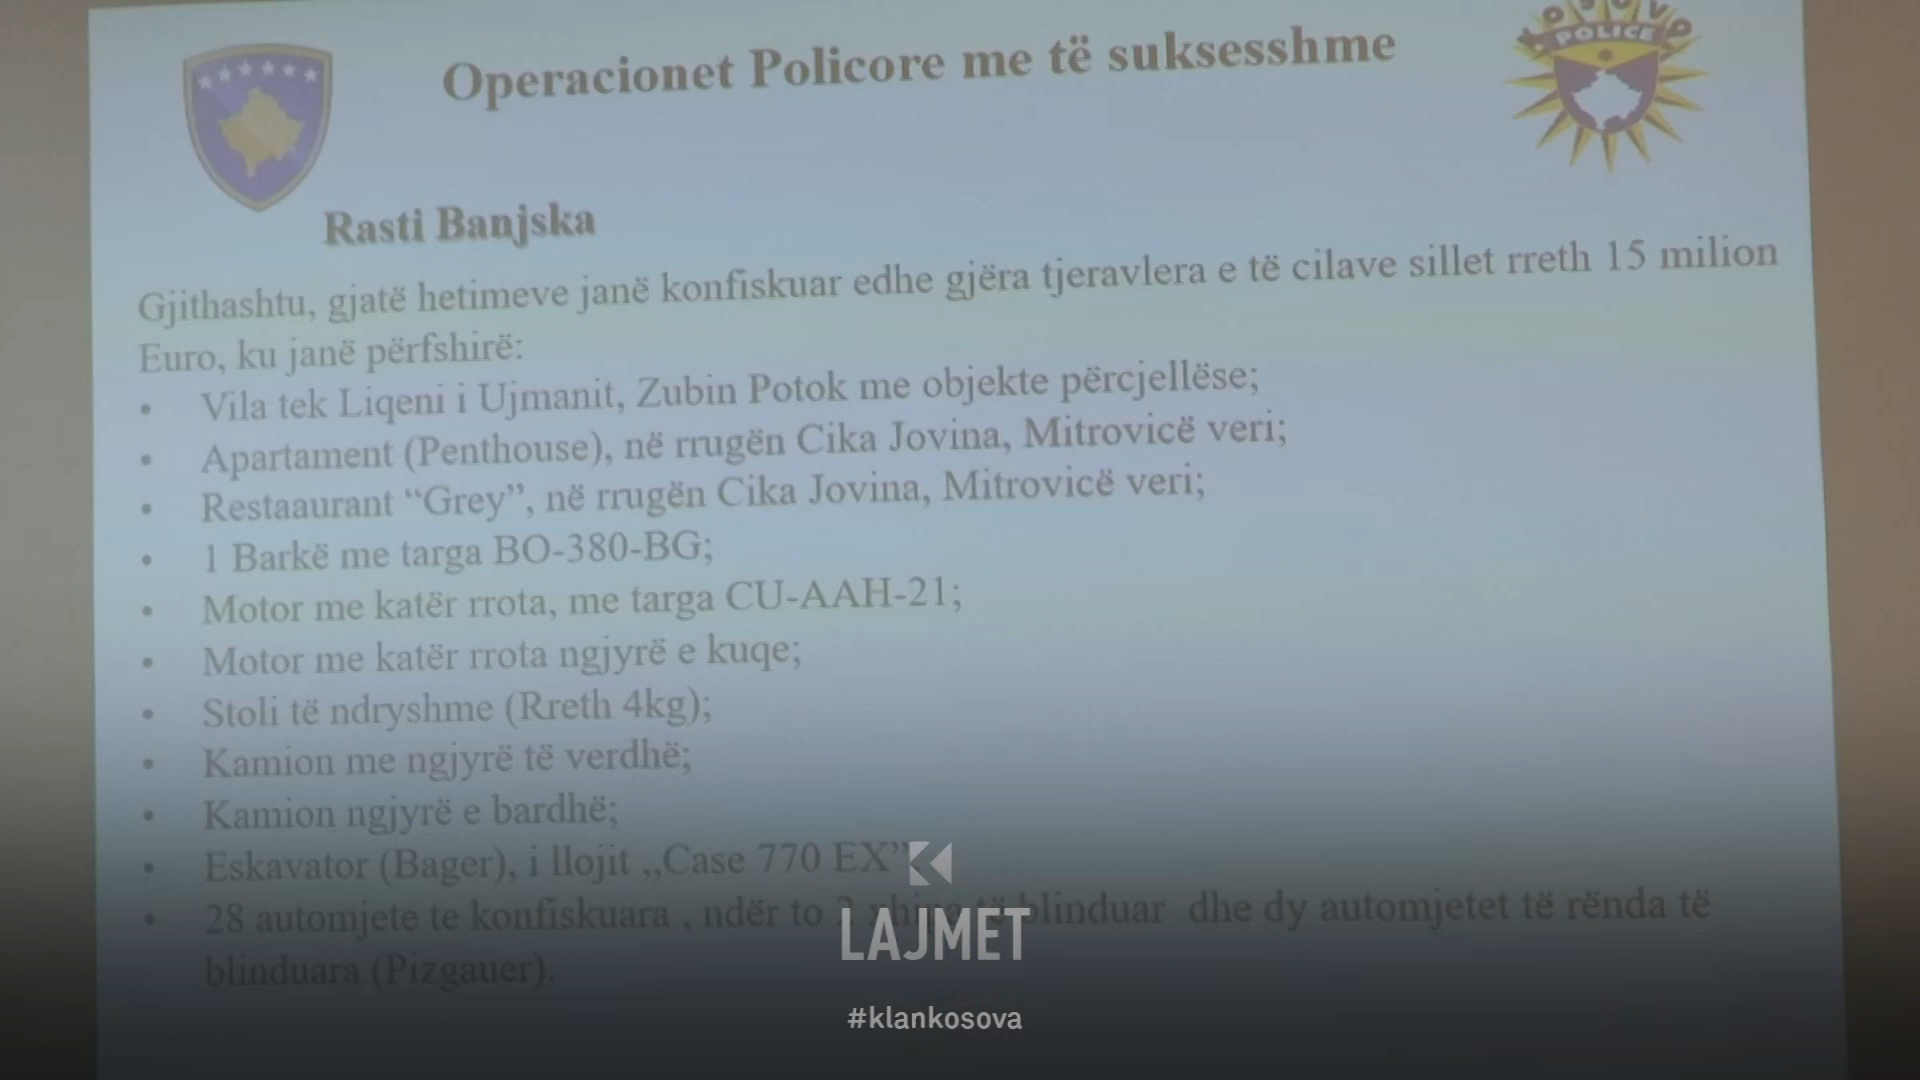 KOSOVO
POLICE
Operacionet Policore me të suksesshme
Rasti Banjska
Gjithashtu, gjatë hetimeve janë konfiskuar edhe gjëra tjeravlera e të cilave sillet rreth 15 milion
Euro, ku janë përfshirë:
• Vila tek Liqeni i Ujmanit, Zubin Potok me objekte përcjellëse;
• Apartament (Penthouse), në rrugën Cika Jovina, Mitrovicë veri;
• Restaaurant “Grey”, në rrugën Cika Jovina, Mitrovicë veri;
• 1 Barkë me targa BO-380-BG;
• Motor me katër rrota, me targa CU-AAH-21;
• Motor me katër rrota ngjyrë e kuqe;
• Stoli të ndryshme (Rreth 4kg);
• Kamion me ngjyrë të verdhë;
• Kamion ngjyrë e bardhë;
• Eskavator (Bager), i llojit „Case 770 EX”
• 28 automjete te konfiskuara , ndër to të blinduar dhe dy automjetet të rënda të
blinduara (Pizgauer).
LAJMET
#klankosova